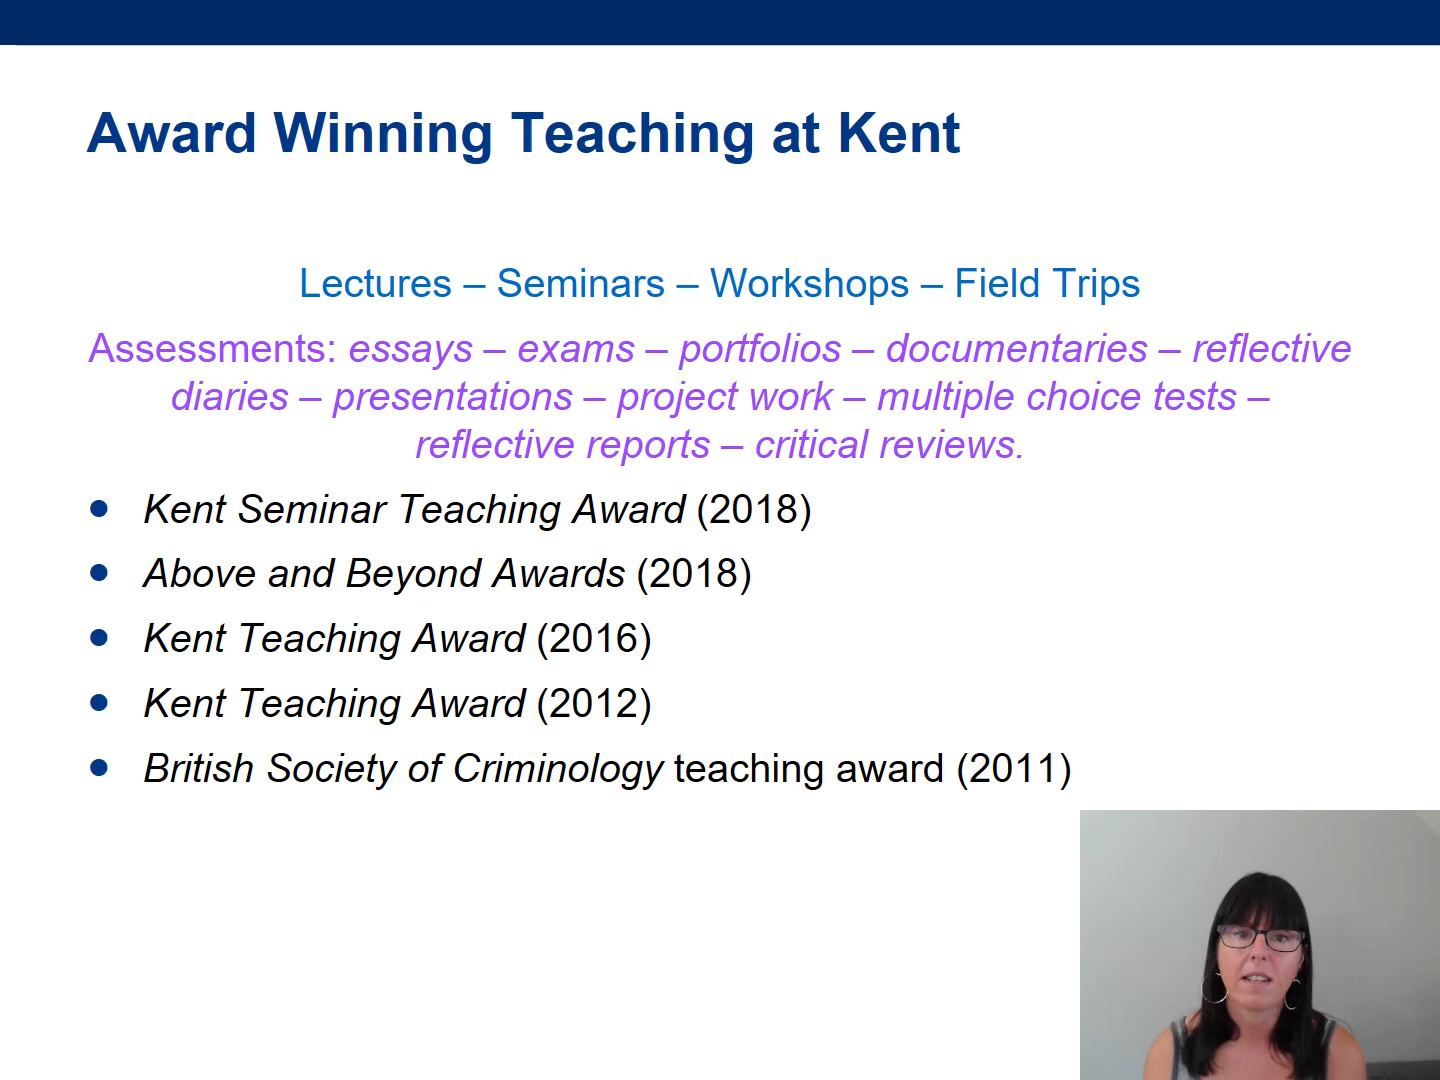 Award Winning Teaching at Kent
Lectures – Seminars – Workshops – Field Trips
Assessments: essays – exams – portfolios – documentaries – reflective
diaries – presentations – project work – multiple choice tests –
reflective reports – critical reviews.
● Kent Seminar Teaching Award (2018)
● Above and Beyond Awards (2018)
● Kent Teaching Award (2016)
● Kent Teaching Award (2012)
● British Society of Criminology teaching award (2011)